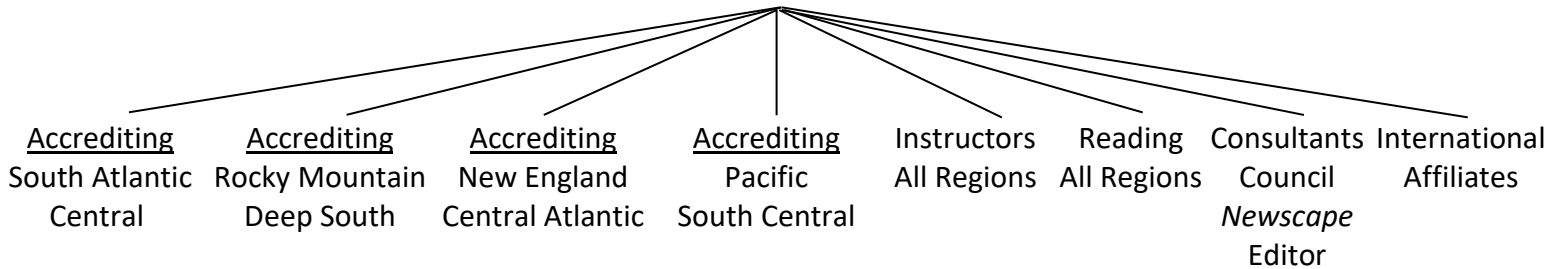 Accrediting
South Atlantic
Central
Accrediting
Rocky Mountain
Deep South
Accrediting
New England
Central Atlantic
Accrediting
Pacific
South Central
Instructors
All Regions
Reading
All Regions
Consultants
Council
Newscape
Editor
International
Affiliates